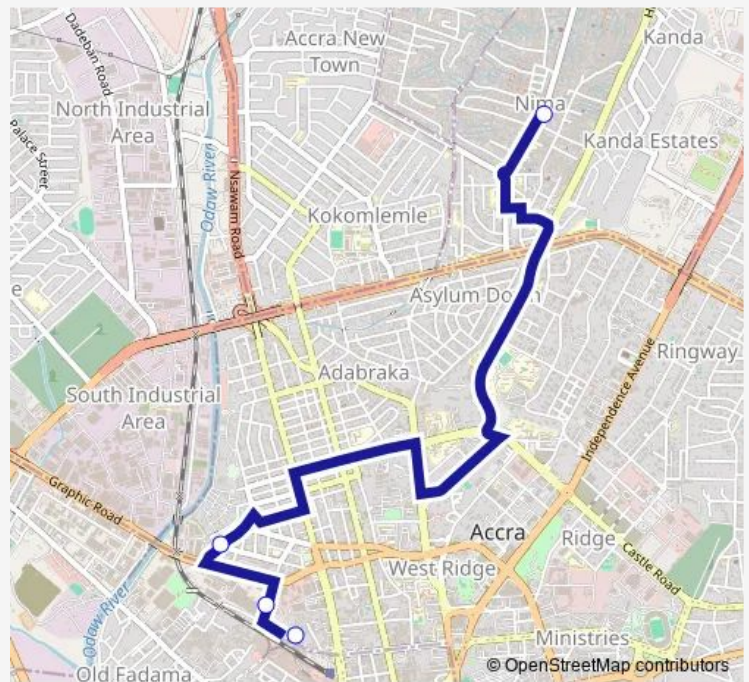 Dadeban Road
Accra New
Town
Kanda
North Industrial
Area
Nima
Palace Street
Odaw River
Nsawam Road
Kanda Estates
Kokomlemle
Asylum Do n
Ringway
Adabraka
South Industrial
Area
Independence Avenue
Graphic Road
Accra
Ridge
Castle Road
West Ridge
Odaw River
Ministries
Old Fadama
© OpenStreetMap contributors